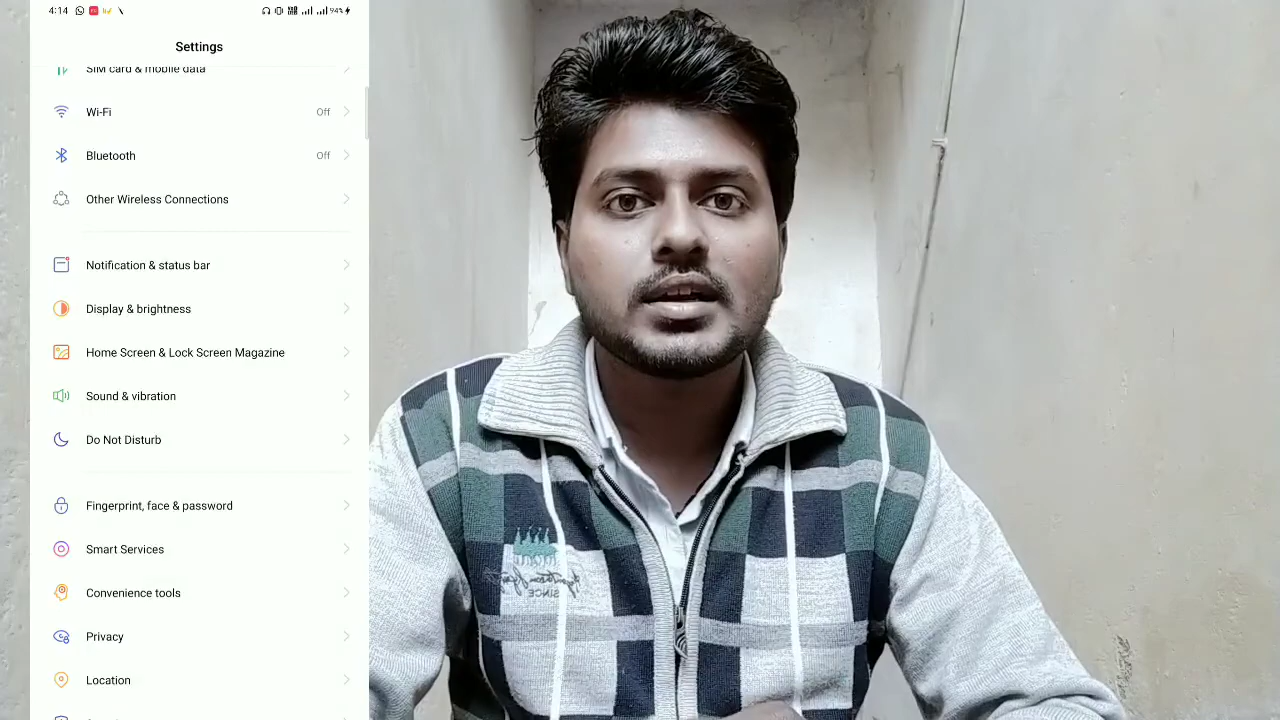 4:14
94%
Settings
SIM card & mobile data
Wi-Fi Off
Bluetooth Off
Other Wireless Connections
Notification & status bar
Display & brightness
Home Screen & Lock Screen Magazine
Sound & vibration
Do Not Disturb
Fingerprint, face & password
Smart Services
Convenience tools
Privacy
Location
SINCE